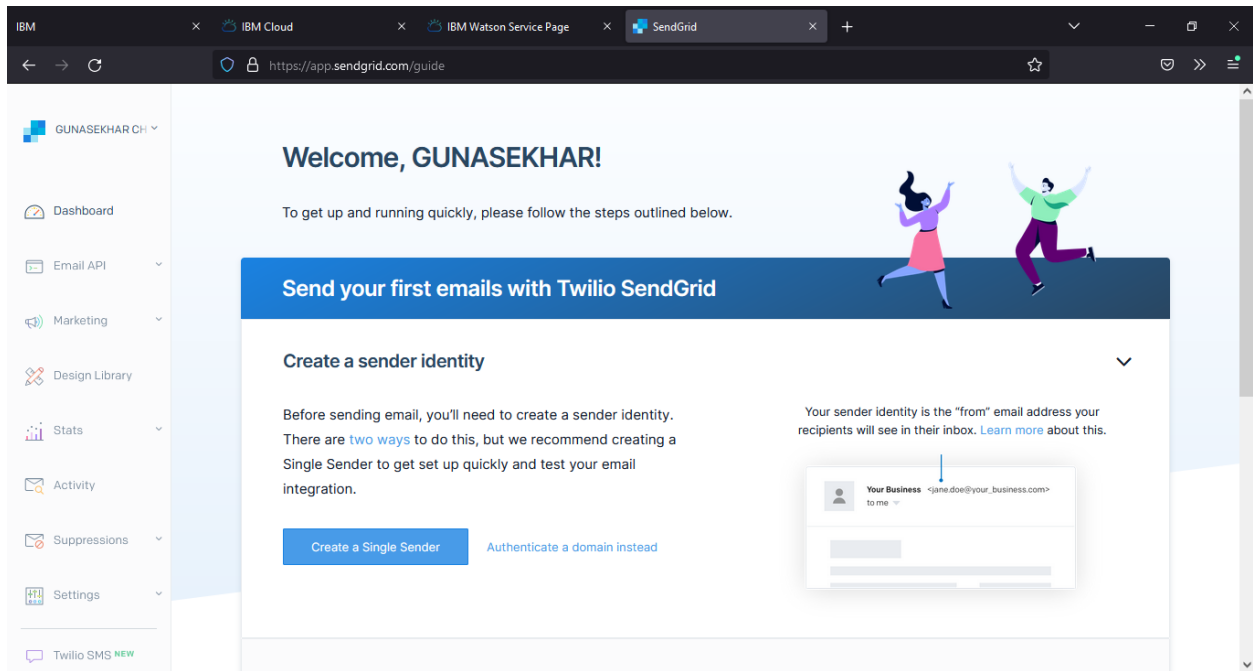 IBM
IBM Cloud
IBM Watson Service Page
SendGrid
https://app.sendgrid.com/guide
GUNASEKHAR CH
Dashboard
Email API
Marketing
Design Library
Stats
Activity
Suppressions
Settings
Twilio SMS NEW
Welcome, GUNASEKHAR!
To get up and running quickly, please follow the steps outlined below.
Send your first emails with Twilio SendGrid
Create a sender identity
Before sending email, you'll need to create a sender identity.
There are two ways to do this, but we recommend creating a
Single Sender to get set up quickly and test your email
integration.
Create a Single Sender
Authenticate a domain instead
Your sender identity is the "from" email address your
recipients will see in their inbox. Learn more about this.
Your Business <jane.doe@your_business.com>
to me